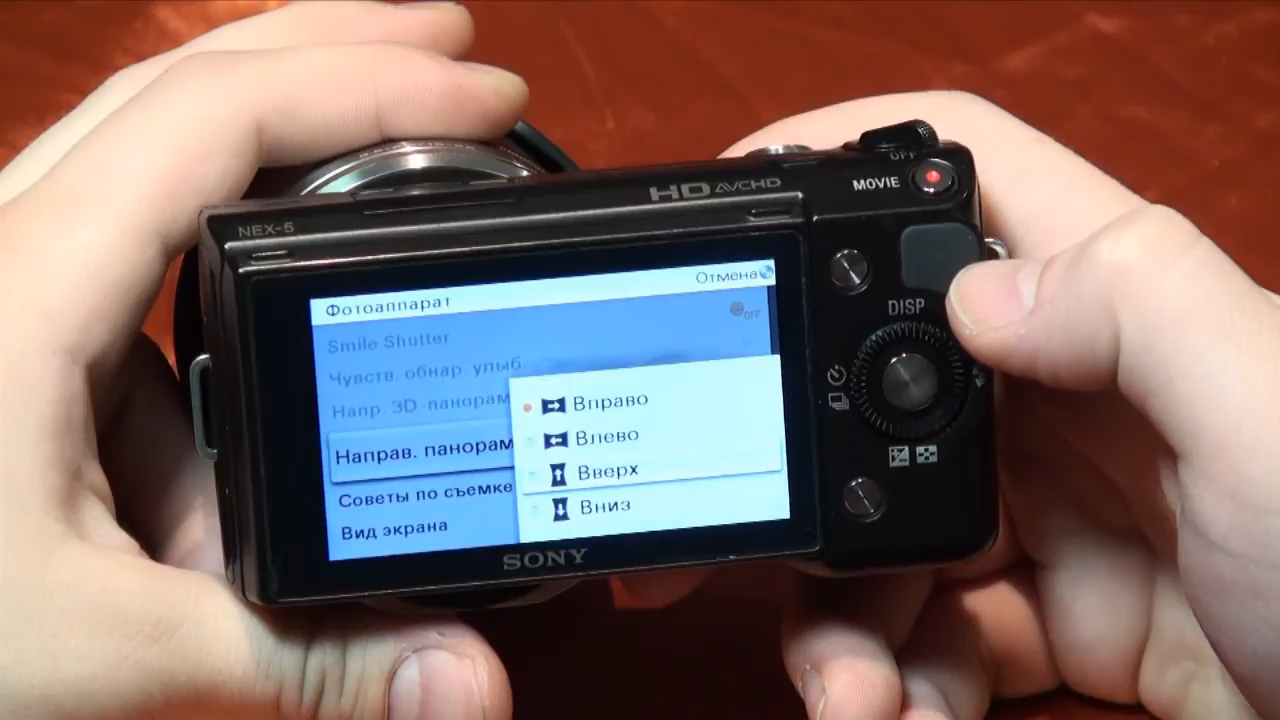 OFF
MOVIE
HD AVCHD
NEX-5
Отмена
Фотоаппарат
Smile Shutter
OFF
Чувств. обнар. улыб
Напр. 3D-панорам
Вправо
Направ. панорам
Влево
Вверх
Советы по съемке
Вниз
Вид экрана
DISP
SONY